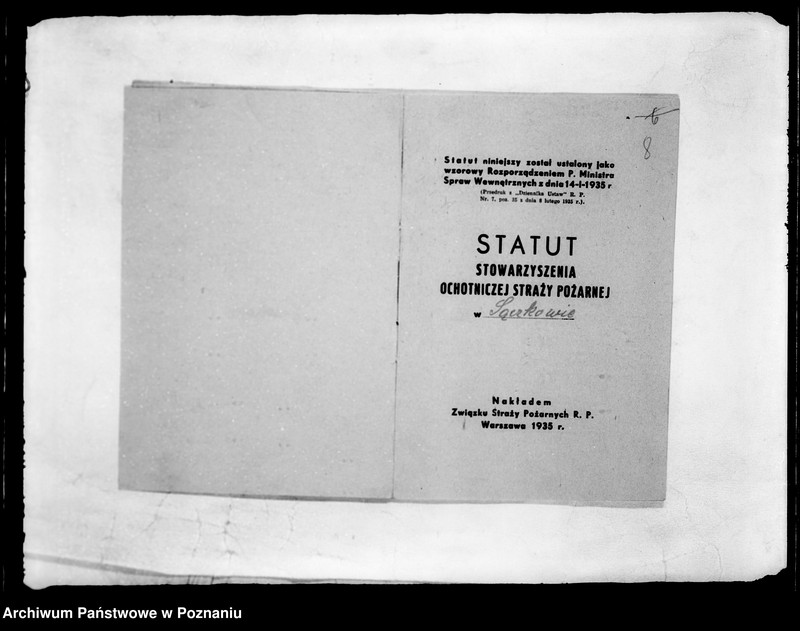 6
8
Statut niniejszy został ustalony jako
wzorowy Rozporządzeniem P. Ministra
Spraw Wewnętrznych z dnia 14-I-1935 r
(Przedruk z „Dziennika Ustaw" R. P.
Nr. 7, poz. 35 z dnia 8 lutego 1935 r.).
STATUT
STOWARZYSZENIA
OCHOTNICZEJ STRAŻY POŻARNEJ
w
Nakładem
Związku Straży Pożarnych R. P.
Warszawa 1935 r.
Archiwum Państwowe w Poznaniu